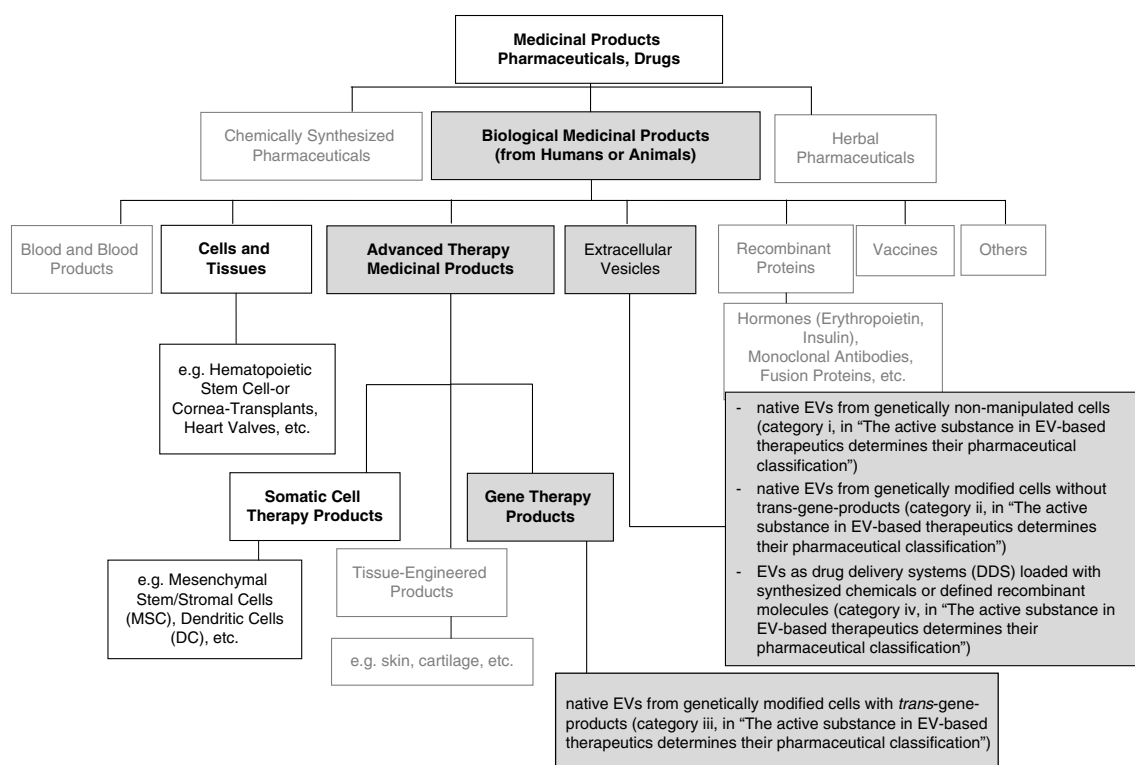 Medicinal Products
Pharmaceuticals, Drugs
Chemically Synthesized
Pharmaceuticals
Biological Medicinal Products
(from Humans or Animals)
Herbal
Pharmaceuticals
Blood and Blood
Products
Cells and
Tissues
Advanced Therapy
Medicinal Products
Extracellular
Vesicles
Recombinant
Proteins
Vaccines
Others
Hormones (Erythropoietin,
Insulin),
Monoclonal Antibodies,
Fusion Proteins, etc.
e.g. Hematopoietic
Stem Cell-or
Cornea-Transplants,
Heart Valves, etc.
- native EVs from genetically non-manipulated cells
(category i, in “The active substance in EV-based
therapeutics determines their pharmaceutical
classification”)
- native EVs from genetically modified cells without
trans-gene-products (category ii, in “The active
substance in EV-based therapeutics determines
their pharmaceutical classification”)
- EVs as drug delivery systems (DDS) loaded with
synthesized chemicals or defined recombinant
molecules (category iv, in “The active substance in
EV-based therapeutics determines their
pharmaceutical classification”)
Somatic Cell
Therapy Products
Gene Therapy
Products
Tissue-Engineered
Products
e.g. Mesenchymal
Stem/Stromal Cells
(MSC), Dendritic Cells
(DC), etc.
e.g. skin, cartilage, etc.
native EVs from genetically modified cells with trans-gene-
products (category iii, in “The active substance in EV-based
therapeutics determines their pharmaceutical classification”)